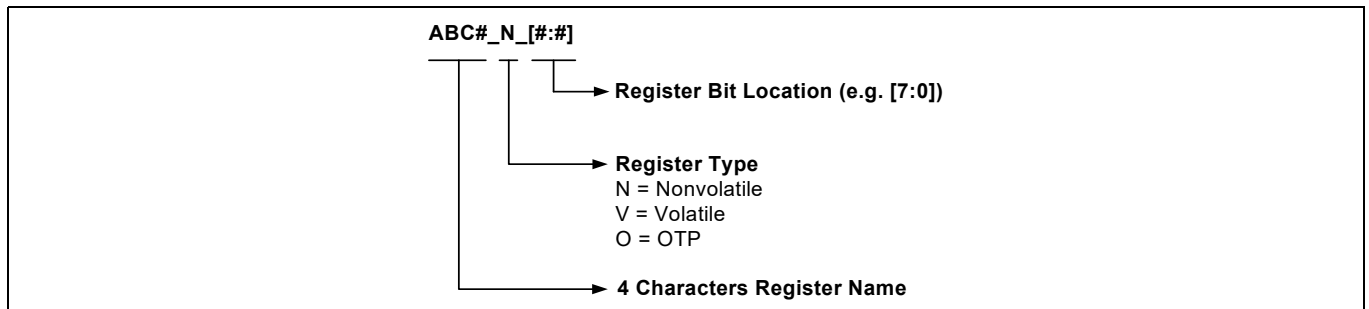 ABC#_N_[#:#]
Register Bit Location (e.g. [7:0])
Register Type
N = Nonvolatile
V = Volatile
O = OTP
4 Characters Register Name